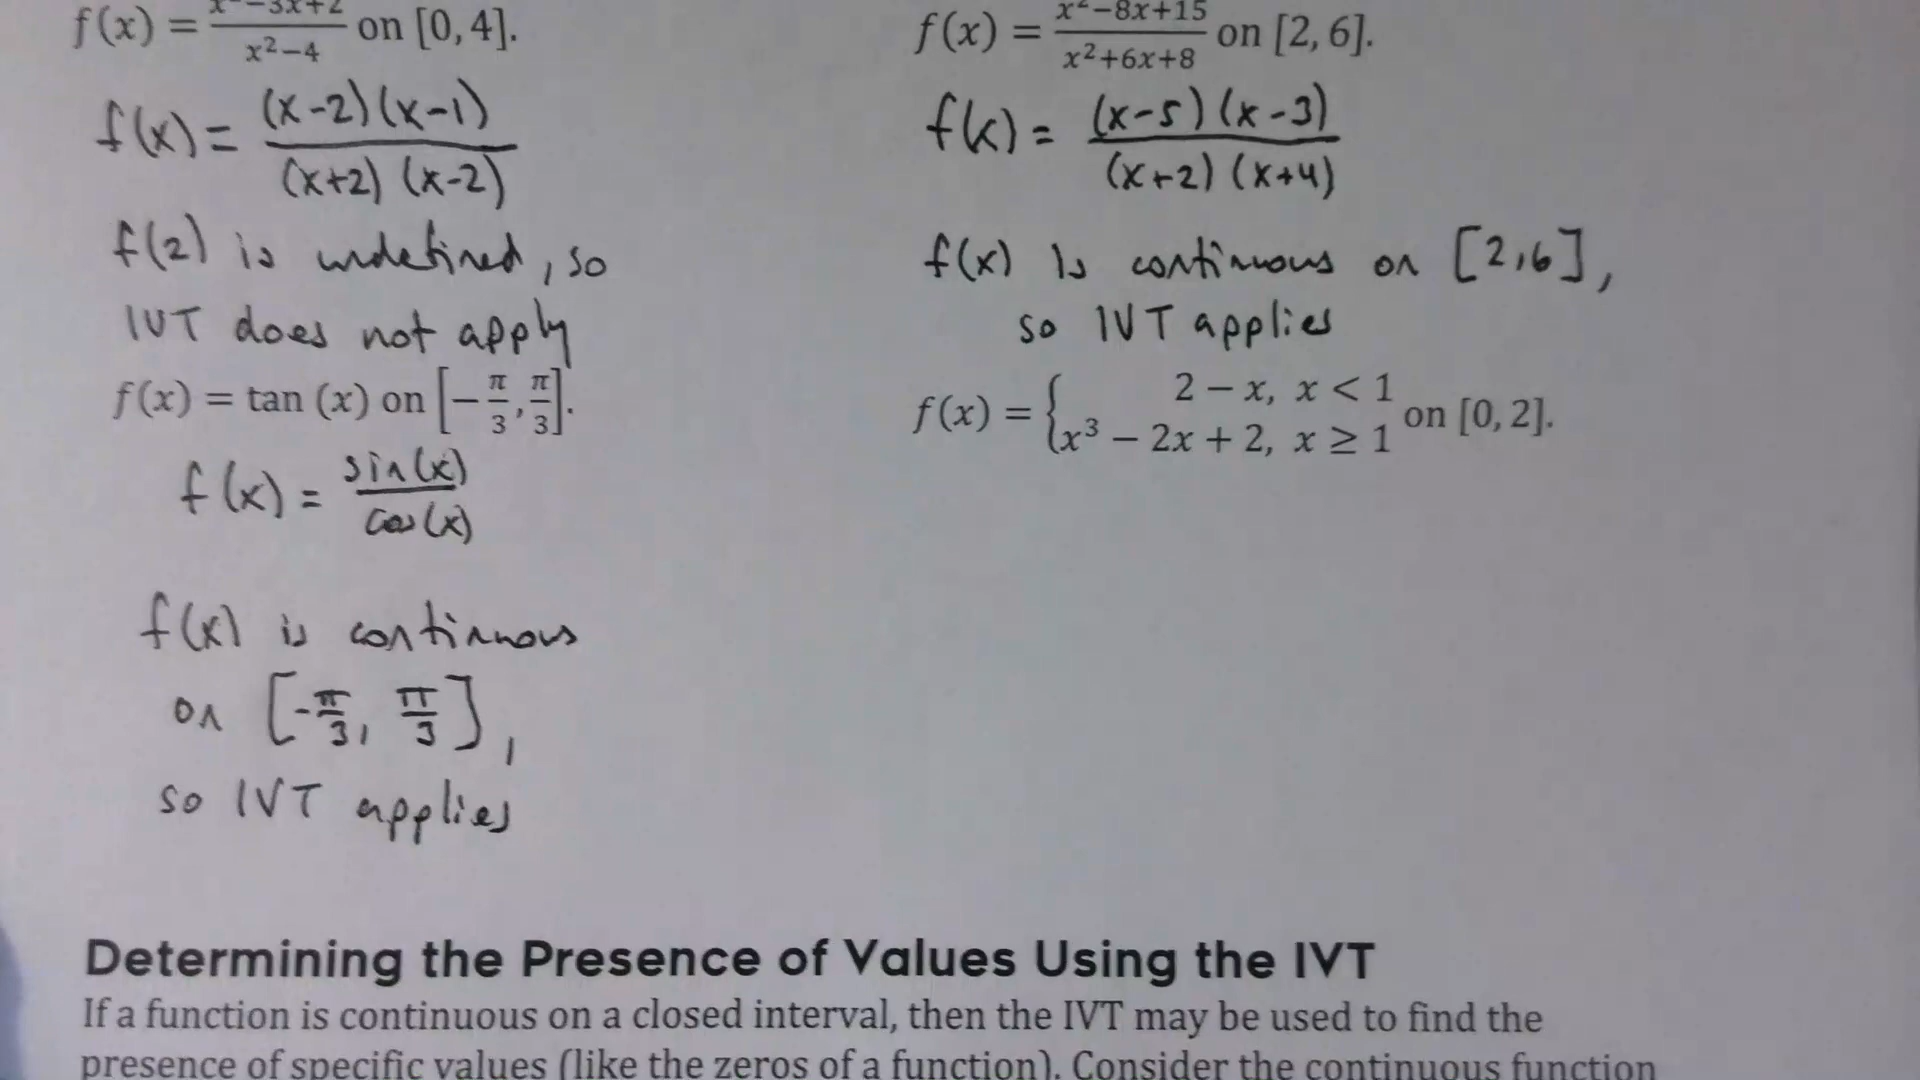 f(x) = x²−3x+2 / x²−4 on [0, 4].
f(x) = (x-2)(x-1) / (x+2)(x-2)
f(2) is undefined, so
IVT does not apply
f(x) = tan (x) on [−π/3, π/3].
f(x) = sin(x) / cos(x)
f(x) is continuous
on [-π/3, π/3],
so IVT applies
f(x) = x²−8x+15 / x²+6x+8 on [2, 6].
f(x) = (x-5)(x-3) / (x+2)(x+4)
f(x) is continuous on [2,6],
so IVT applies
f(x) = { 2 − x, x < 1
x³ − 2x + 2, x ≥ 1 on [0, 2].
Determining the Presence of Values Using the IVT
If a function is continuous on a closed interval, then the IVT may be used to find the
presence of specific values (like the zeros of a function). Consider the continuous function